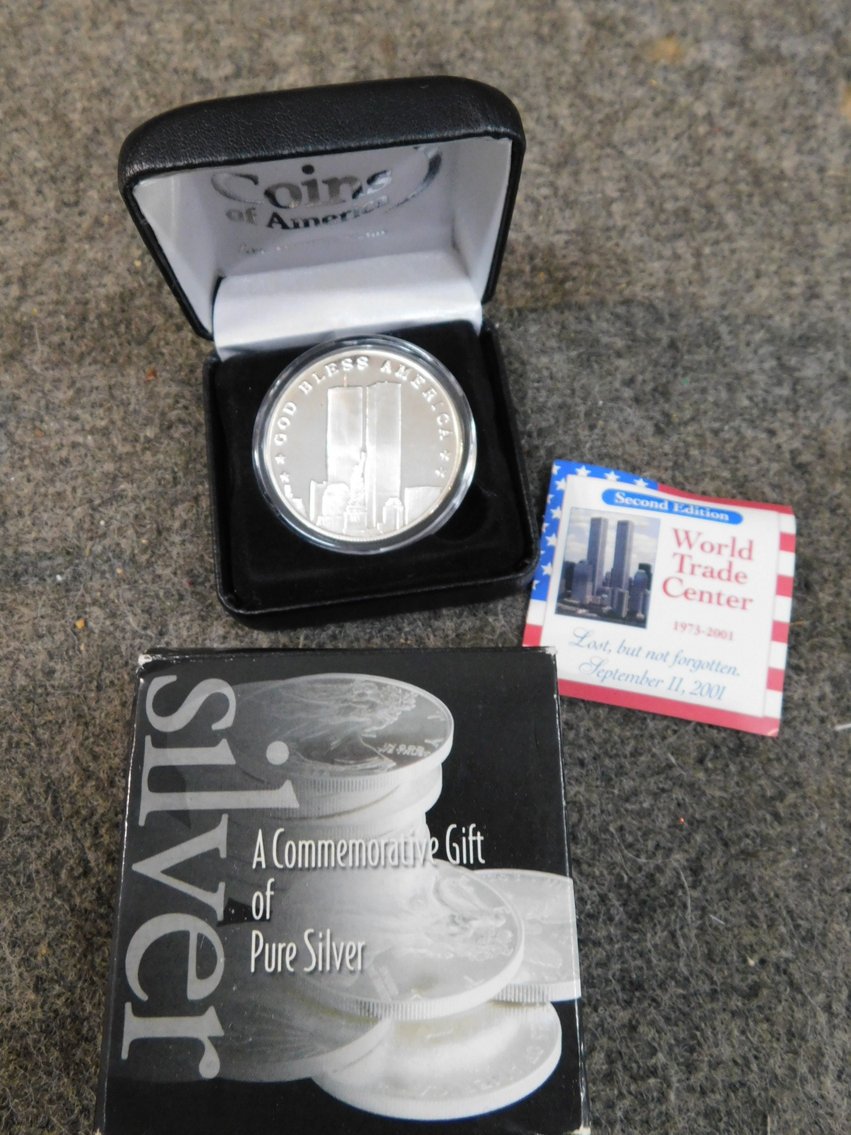 Coins
of America
GOD BLESS AMERICA
Second Edition
World
Trade
Center
1973-2001
Lost, but not forgotten.
September 11, 2001
silver
A Commemorative Gift
of
Pure Silver